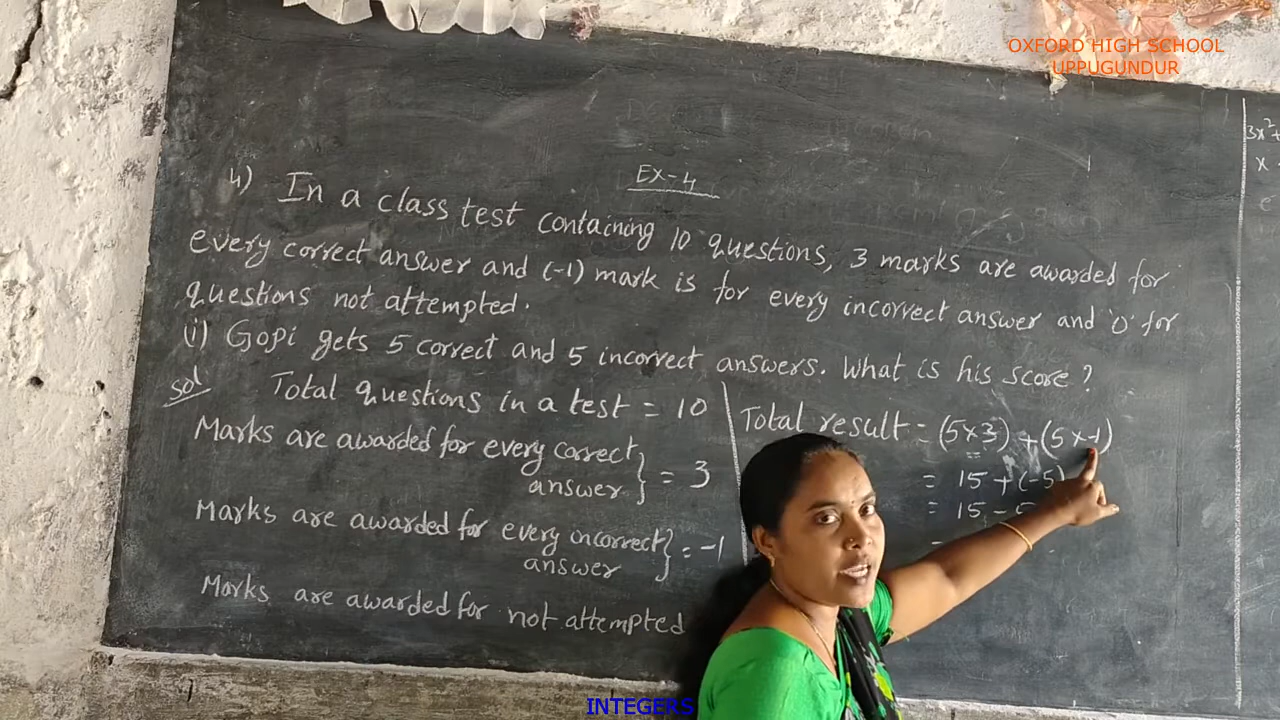 OXFORD HIGH SCHOOL
UPPUGUNDUR
Ex-4
4) In a class test containing 10 questions, 3 marks are awarded for
every correct answer and (-1) mark is for every incorrect answer and '0' for
questions not attempted.
(i) Gopi gets 5 correct and 5 incorrect answers. What is his score?
sol
Total questions in a test = 10
Marks are awarded for every correct
answer } = 3
Marks are awarded for every incorrect
answer } = -1
Marks are awarded for not attempted
Total result = (5×3) + (5×-1)
= 15 + (-5)
= 15 - 5
=
3x²+
x
e
INTEGERS